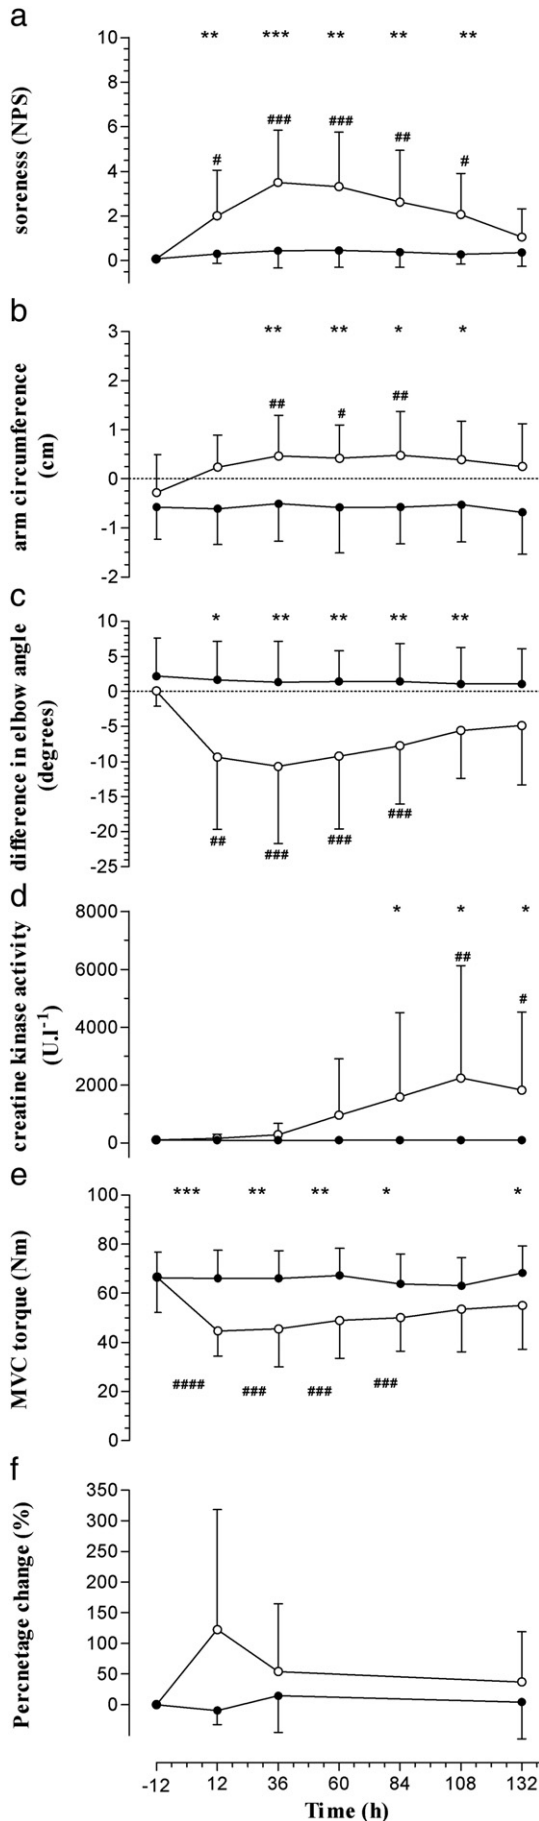 a
soreness (NPS)
10
8
6
4
2
0
** *** ** ** **
# ### ### ## #
b
arm circumference
(cm)
3
2
1
0
-1
-2
** ** * *
## # ##
c
difference in elbow angle
(degrees)
10
5
0
-5
-10
-15
-20
-25
* ** ** ** **
## ### ### ###
d
creatine kinase activity
(U.l-1)
8000
6000
4000
2000
0
* * *
## #
e
MVC torque (Nm)
100
80
60
40
20
0
*** ** ** * *
#### ### ### ###
f
Percnetage change (%)
350
300
250
200
150
100
50
0
-12 12 36 60 84 108 132
Time (h)